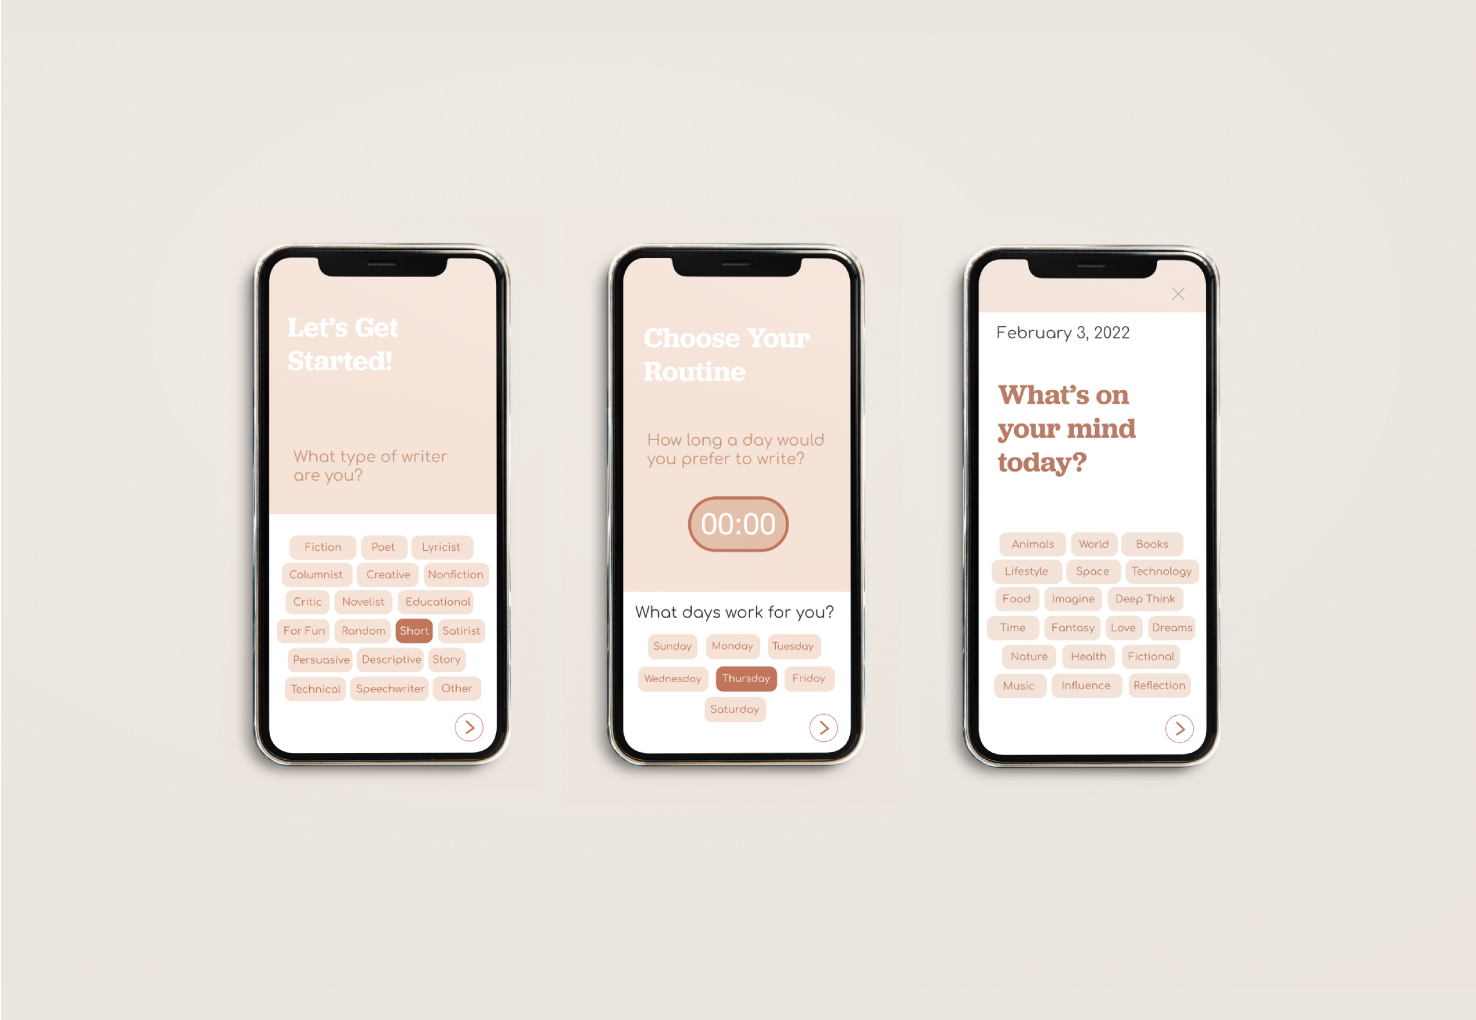 Let's Get
Started!
What type of writer
are you?
Fiction Poet Lyricist
Columnist Creative Nonfiction
Critic Novelist Educational
For Fun Random Short Satirist
Persuasive Descriptive Story
Technical Speechwriter Other
Choose Your
Routine
How long a day would
you prefer to write?
00:00
What days work for you?
Sunday Monday Tuesday
Wednesday Thursday Friday
Saturday
February 3, 2022
What's on
your mind
today?
Animals World Books
Lifestyle Space Technology
Food Imagine Deep Think
Time Fantasy Love Dreams
Nature Health Fictional
Music Influence Reflection